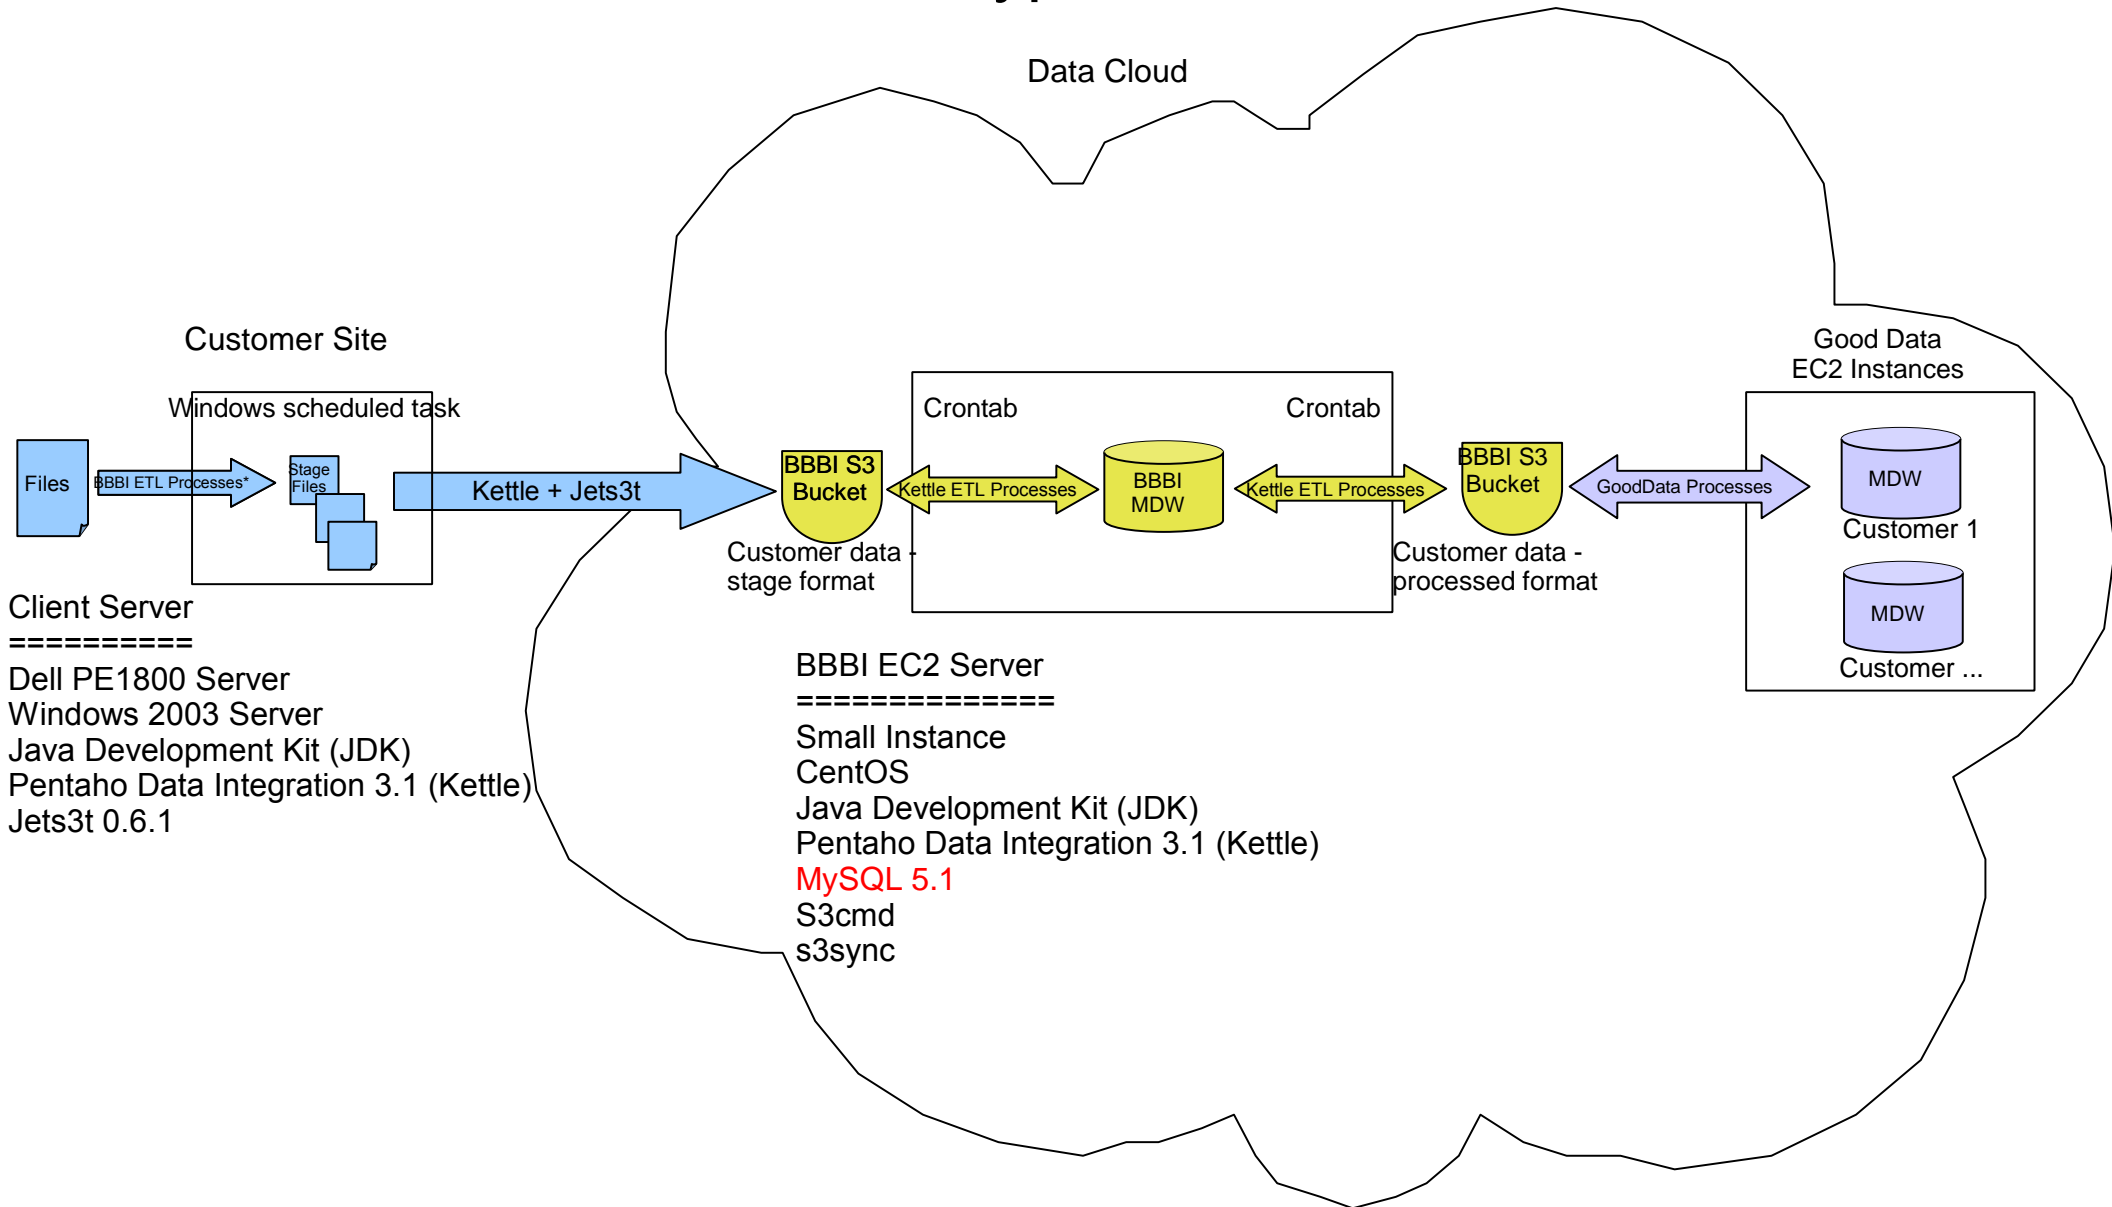 Data Cloud
Customer Site
Windows scheduled task
Files
BBBI ETL Processes*
Stage
Files
Kettle + Jets3t
BBBI S3
Bucket
Customer data -
stage format
Crontab
Crontab
Kettle ETL Processes
BBBI
MDW
Kettle ETL Processes
BBBI S3
Bucket
Customer data -
processed format
GoodData Processes
Good Data
EC2 Instances
MDW
Customer 1
MDW
Customer ...
Client Server
==========
Dell PE1800 Server
Windows 2003 Server
Java Development Kit (JDK)
Pentaho Data Integration 3.1 (Kettle)
Jets3t 0.6.1
BBBI EC2 Server
==============
Small Instance
CentOS
Java Development Kit (JDK)
Pentaho Data Integration 3.1 (Kettle)
MySQL 5.1
S3cmd
s3sync